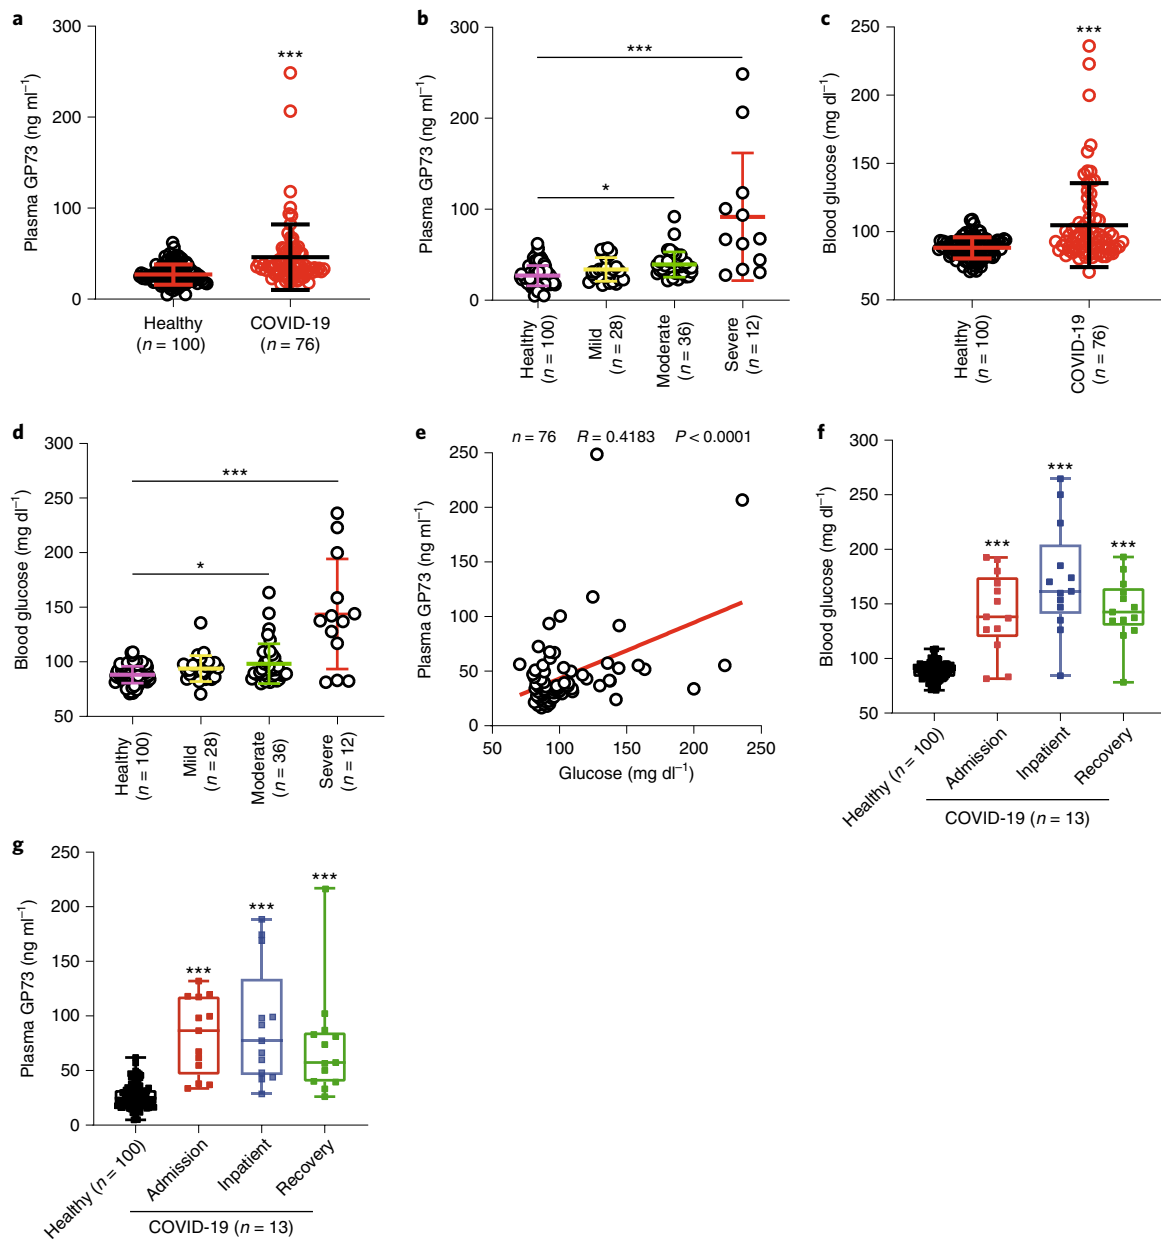 a
300
200
100
0
Plasma GP73 (ng ml⁻¹)
***
Healthy
(n = 100)
COVID-19
(n = 76)
b
300
200
100
0
Plasma GP73 (ng ml⁻¹)
***
*
Healthy
(n = 100)
Mild
(n = 28)
Moderate
(n = 36)
Severe
(n = 12)
c
250
200
150
100
50
Blood glucose (mg dl⁻¹)
***
Healthy
(n = 100)
COVID-19
(n = 76)
d
300
250
200
150
100
50
Blood glucose (mg dl⁻¹)
***
*
Healthy
(n = 100)
Mild
(n = 28)
Moderate
(n = 36)
Severe
(n = 12)
e
n = 76 R = 0.4183 P < 0.0001
250
200
150
100
50
0
Plasma GP73 (ng ml⁻¹)
50 100 150 200 250
Glucose (mg dl⁻¹)
f
300
250
200
150
100
50
Blood glucose (mg dl⁻¹)
***
***
***
Healthy (n = 100)
Admission
Inpatient
Recovery
COVID-19 (n = 13)
g
250
200
150
100
50
0
Plasma GP73 (ng ml⁻¹)
***
***
***
Healthy (n = 100)
Admission
Inpatient
Recovery
COVID-19 (n = 13)